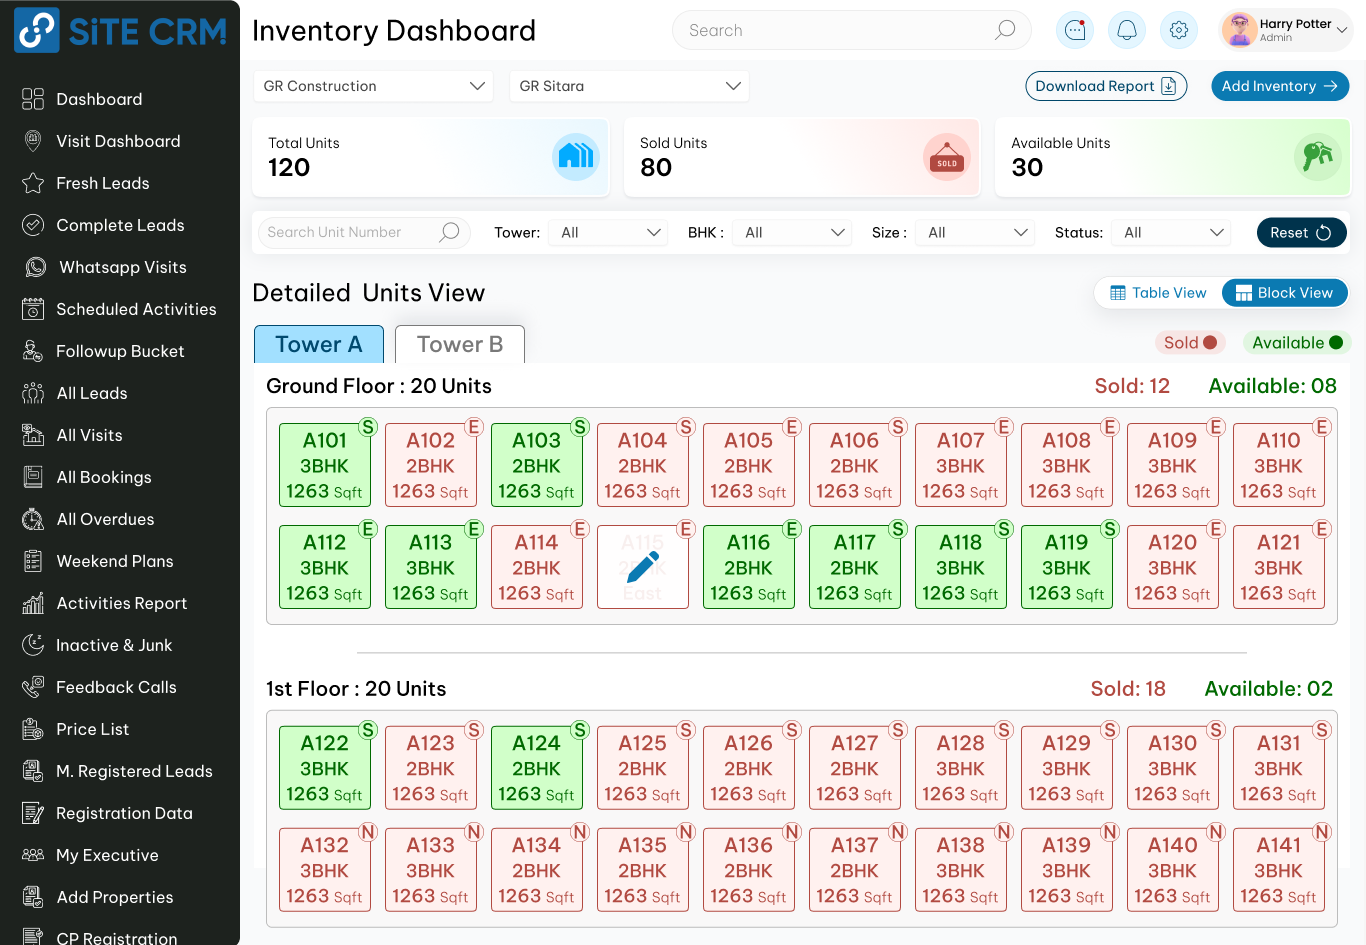 SiTE CRM
Dashboard
Visit Dashboard
Fresh Leads
Complete Leads
Whatsapp Visits
Scheduled Activities
Followup Bucket
All Leads
All Visits
All Bookings
All Overdues
Weekend Plans
Activities Report
Inactive & Junk
Feedback Calls
Price List
M. Registered Leads
Registration Data
My Executive
Add Properties
CP Registration
Inventory Dashboard
Search
Harry Potter
Admin
GR Construction
GR Sitara
Download Report
Add Inventory
Total Units
120
Sold Units
80
SOLD
Available Units
30
Search Unit Number
Tower: All
BHK : All
Size : All
Status: All
Reset
Detailed Units View
Table View
Block View
Tower A
Tower B
Sold
Available
Ground Floor : 20 Units
Sold: 12
Available: 08
S E S S E S E E E E
A101 A102 A103 A104 A105 A106 A107 A108 A109 A110
3BHK 2BHK 2BHK 2BHK 2BHK 2BHK 3BHK 3BHK 3BHK 3BHK
1263 Sqft 1263 Sqft 1263 Sqft 1263 Sqft 1263 Sqft 1263 Sqft 1263 Sqft 1263 Sqft 1263 Sqft 1263 Sqft
E E E E E S S S E E
A112 A113 A114 A115 A116 A117 A118 A119 A120 A121
3BHK 3BHK 2BHK 2BHK 2BHK 2BHK 3BHK 3BHK 3BHK 3BHK
1263 Sqft 1263 Sqft 1263 Sqft East 1263 Sqft 1263 Sqft 1263 Sqft 1263 Sqft 1263 Sqft 1263 Sqft
1st Floor : 20 Units
Sold: 18
Available: 02
S S S S S S S S S S
A122 A123 A124 A125 A126 A127 A128 A129 A130 A131
3BHK 2BHK 2BHK 2BHK 2BHK 2BHK 3BHK 3BHK 3BHK 3BHK
1263 Sqft 1263 Sqft 1263 Sqft 1263 Sqft 1263 Sqft 1263 Sqft 1263 Sqft 1263 Sqft 1263 Sqft 1263 Sqft
N N N N N N N N N N
A132 A133 A134 A135 A136 A137 A138 A139 A140 A141
3BHK 3BHK 2BHK 2BHK 2BHK 2BHK 3BHK 3BHK 3BHK 3BHK
1263 Sqft 1263 Sqft 1263 Sqft 1263 Sqft 1263 Sqft 1263 Sqft 1263 Sqft 1263 Sqft 1263 Sqft 1263 Sqft